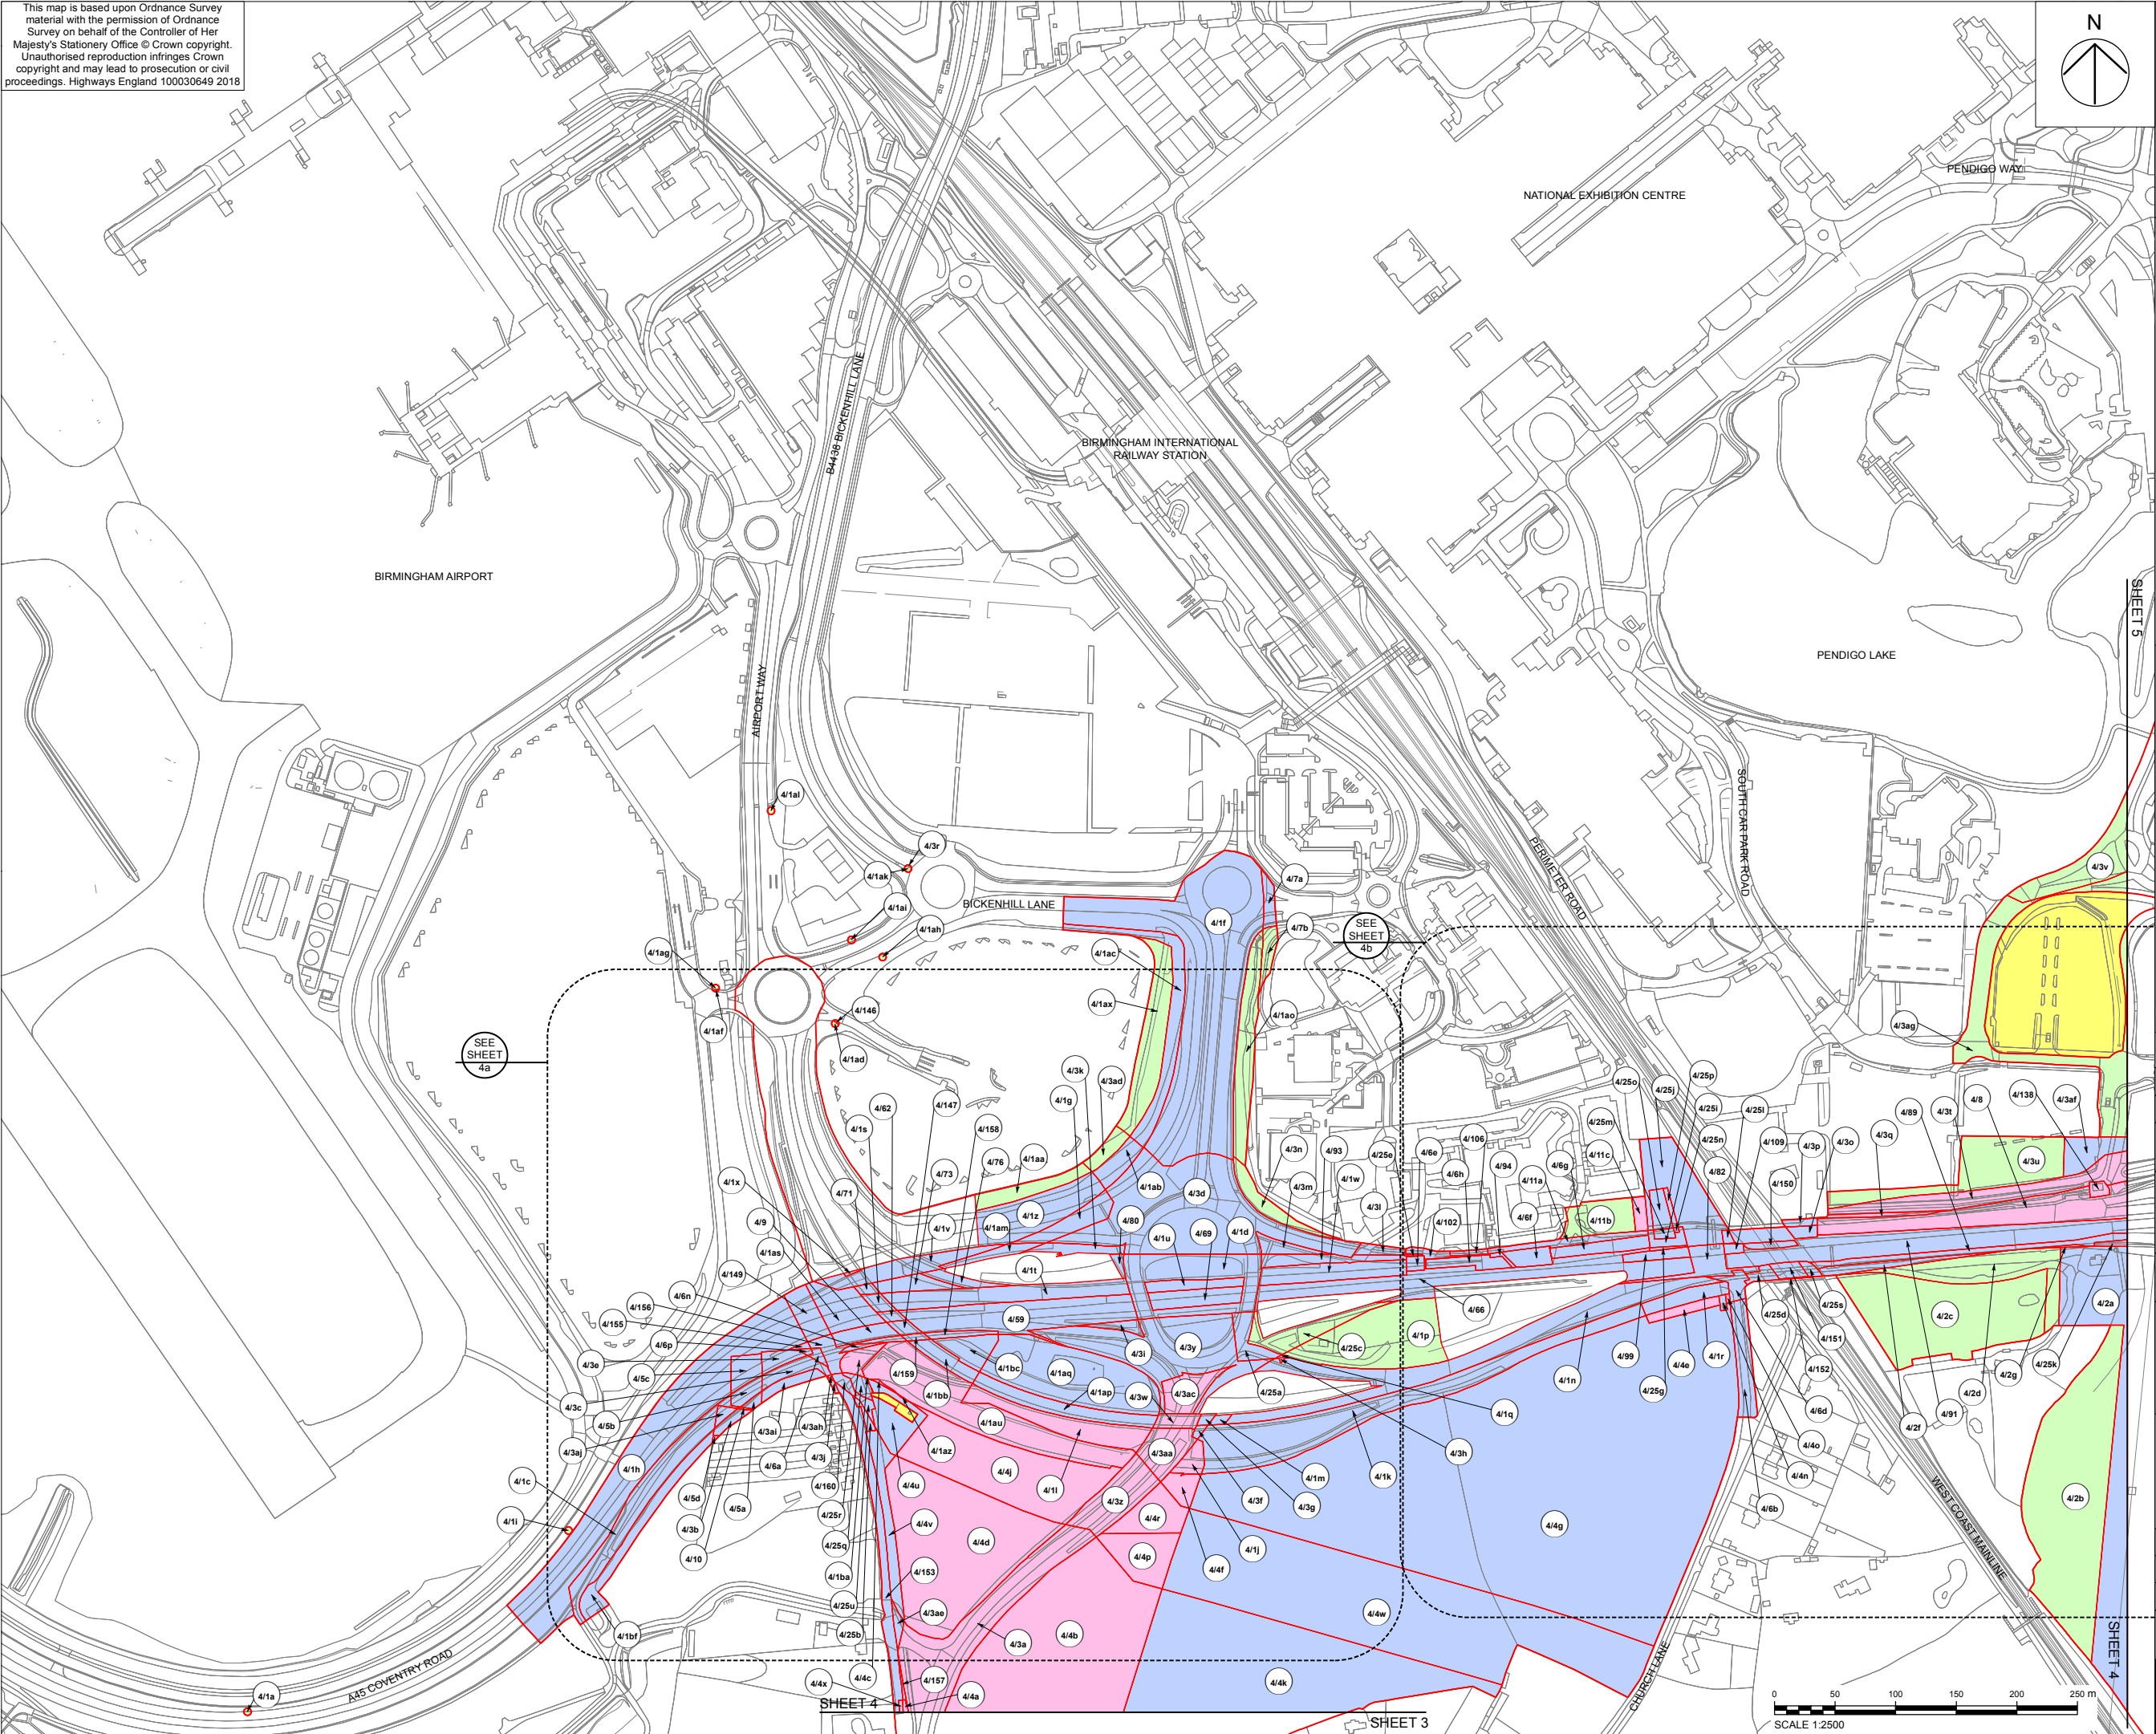 This map is based upon Ordnance Survey
material with the permission of Ordnance
Survey on behalf of the Controller of Her
Majesty's Stationery Office © Crown copyright.
Unauthorised reproduction infringes Crown
copyright and may lead to prosecution or civil
proceedings. Highways England 100030649 2018
N
PENDIGO WAY
NATIONAL EXHIBITION CENTRE
B4438 BICKENHILL LANE
BIRMINGHAM INTERNATIONAL
RAILWAY STATION
BIRMINGHAM AIRPORT
SHEET 5
PENDIGO LAKE
AIRPORT WAY
SOUTH CAR PARK ROAD
PERIMETER ROAD
4/1al
4/3r
4/1ak
4/7a
4/3v
4/1ai
BICKENHILL LANE
4/1f
4/7b
SEE
SHEET
4b
4/1ah
4/1ag
4/1ac
4/1ax
4/146
4/1ao
4/3ag
4/1af
SEE
SHEET
4a
4/1ad
4/3k
4/3ad
4/25o
4/25j
4/25p
4/1g
4/147
4/62
4/1s
4/158
4/25i
4/25l
4/89
4/3t
4/8
4/138
4/3af
4/25m
4/25n
4/109
4/3p
4/3o
4/3q
4/73
4/76
4/1aa
4/3n
4/93
4/25e
4/6e
4/106
4/94
4/6g
4/11c
4/82
4/150
4/3u
4/1x
4/71
4/1ab
4/3d
4/3m
4/1w
4/6h
4/11a
4/9
4/1v
4/1am
4/1z
4/80
4/1u
4/69
4/1d
4/3l
4/102
4/6f
4/11b
4/1as
4/149
4/1t
4/6n
4/66
4/25d
4/25s
4/2a
4/156
4/155
4/6p
4/59
4/3i
4/3y
4/25c
4/1p
4/2c
4/151
4/3e
4/5c
4/159
4/1bc
4/1aq
4/99
4/4e
4/1r
4/152
4/2g
4/25k
4/1bb
4/1ap
4/3w
4/3ac
4/25a
4/1n
4/25g
4/2d
4/3c
4/5b
4/3aj
4/3ai
4/3ah
4/3j
4/6a
4/160
4/1au
4/1az
4/3aa
4/1q
4/3h
4/6d
4/91
4/2f
4/4o
4/4n
4/1h
4/1c
4/4j
4/4u
4/1l
4/1m
4/1k
4/3f
4/3g
4/6b
4/2b
4/5d
4/5a
4/3z
4/1i
4/3b
4/25r
4/4v
4/4r
4/4g
4/10
4/25q
4/4d
4/1j
4/4p
4/4f
WEST COAST MAINLINE
4/1ba
4/153
4/25u
4/3ae
4/4w
4/1bf
4/25b
4/3a
4/4b
SHEET 4
A45 COVENTRY ROAD
4/4c
4/157
4/4k
CHURCH LANE
4/1a
4/4x
4/4a
SHEET 4
SHEET 3
0 50 100 150 200 250 m
SCALE 1:2500